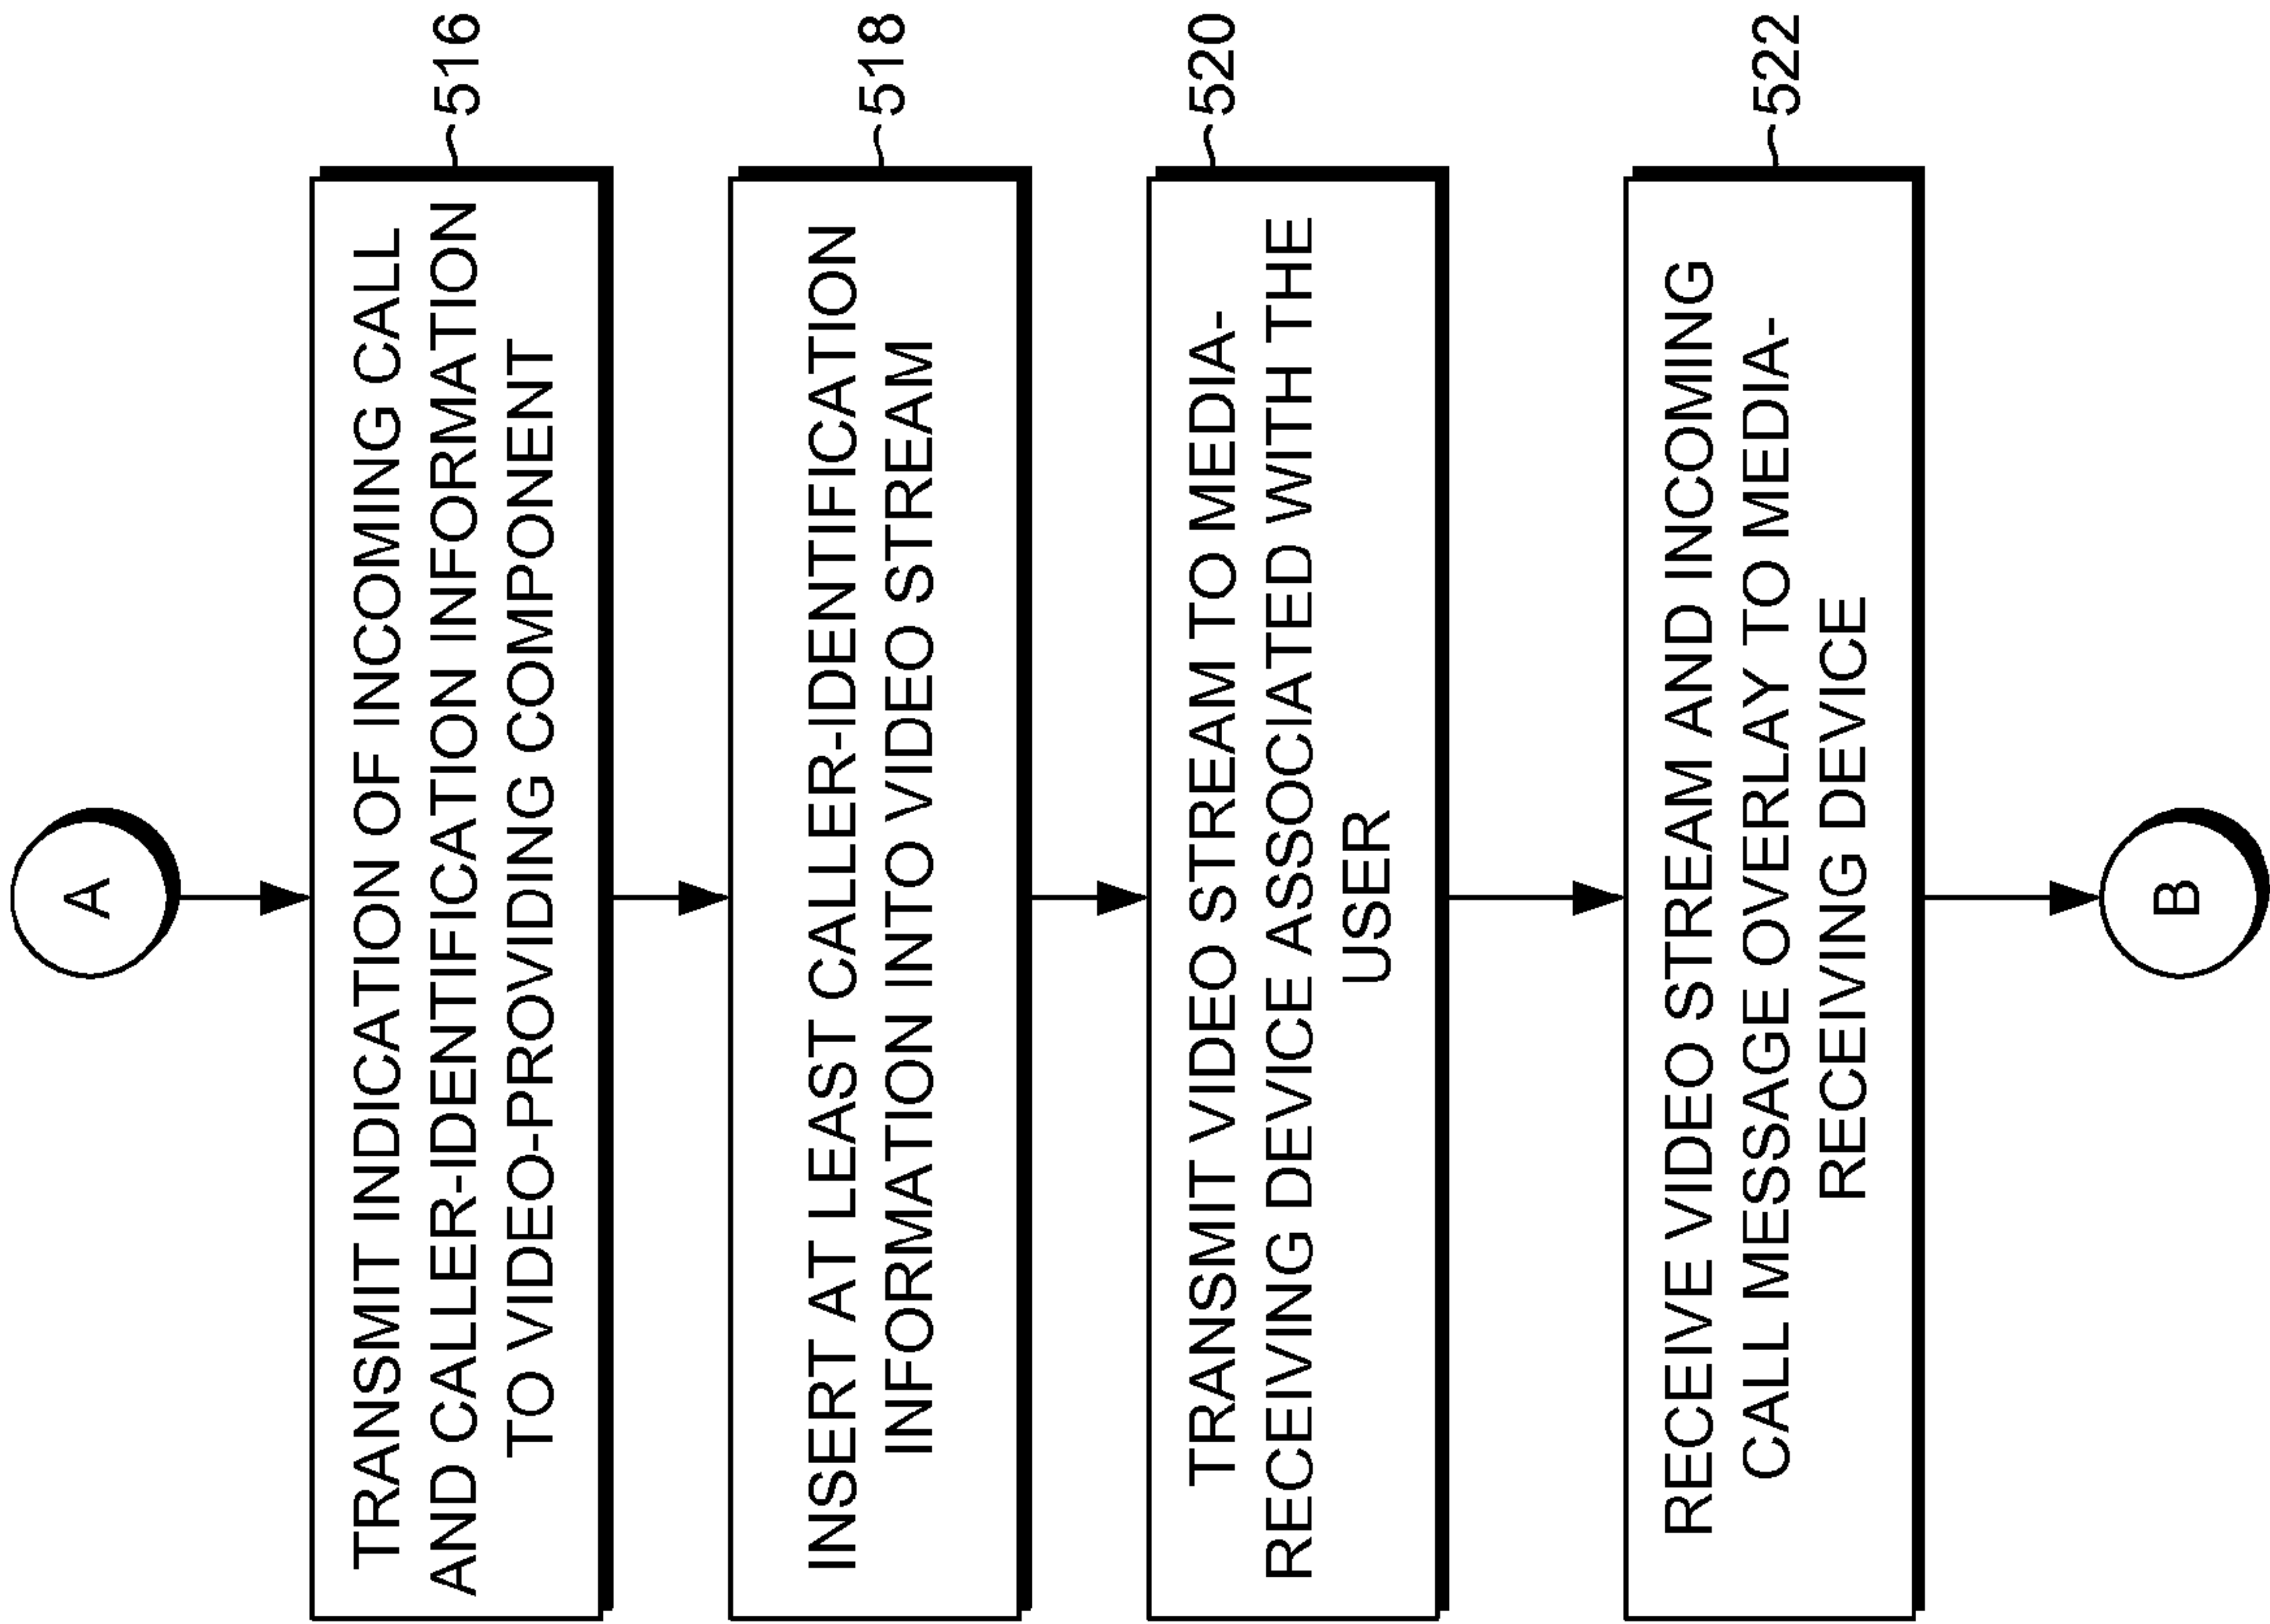 A
TRANSMIT INDICATION OF INCOMING CALL
AND CALLER-IDENTIFICATION INFORMATION
TO VIDEO-PROVIDING COMPONENT
516
INSERT AT LEAST CALLER-IDENTIFICATION
INFORMATION INTO VIDEO STREAM
518
TRANSMIT VIDEO STREAM TO MEDIA-
RECEIVING DEVICE ASSOCIATED WITH THE
USER
520
RECEIVE VIDEO STREAM AND INCOMING
CALL MESSAGE OVERLAY TO MEDIA-
RECEIVING DEVICE
522
B